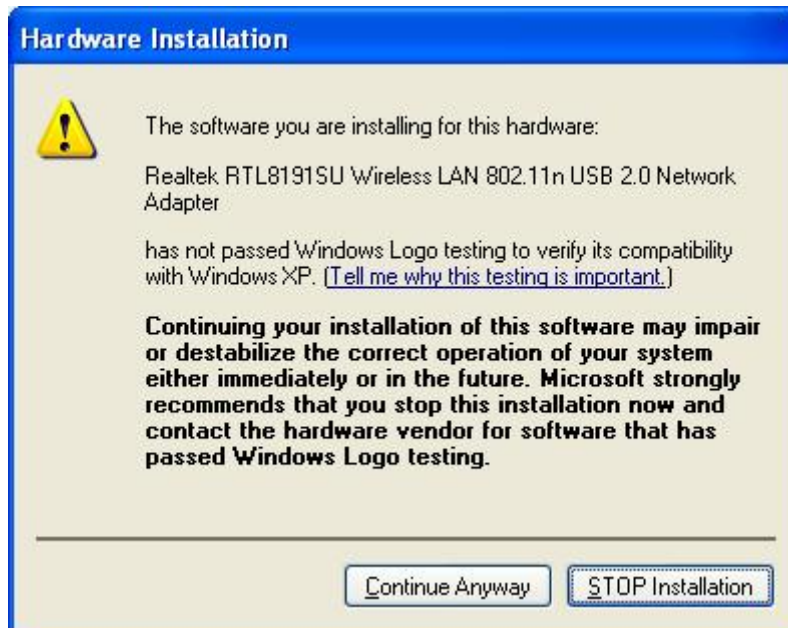 Hardware Installation
The software you are installing for this hardware:
Realtek RTL8191SU Wireless LAN 802.11n USB 2.0 Network
Adapter
has not passed Windows Logo testing to verify its compatibility
with Windows XP. (Tell me why this testing is important.)
Continuing your installation of this software may impair
or destabilize the correct operation of your system
either immediately or in the future. Microsoft strongly
recommends that you stop this installation now and
contact the hardware vendor for software that has
passed Windows Logo testing.
Continue Anyway STOP Installation